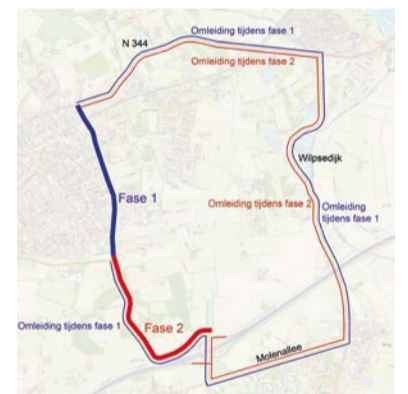 Omleiding tijdens fase 1
N 344
Omleiding tijdens fase 2
Wilpsedijk
Fase 1
Omleiding tijdens fase 2
Omleiding
tijdens fase 1
Omleiding tijdens fase 1
Fase 2
Molenallee